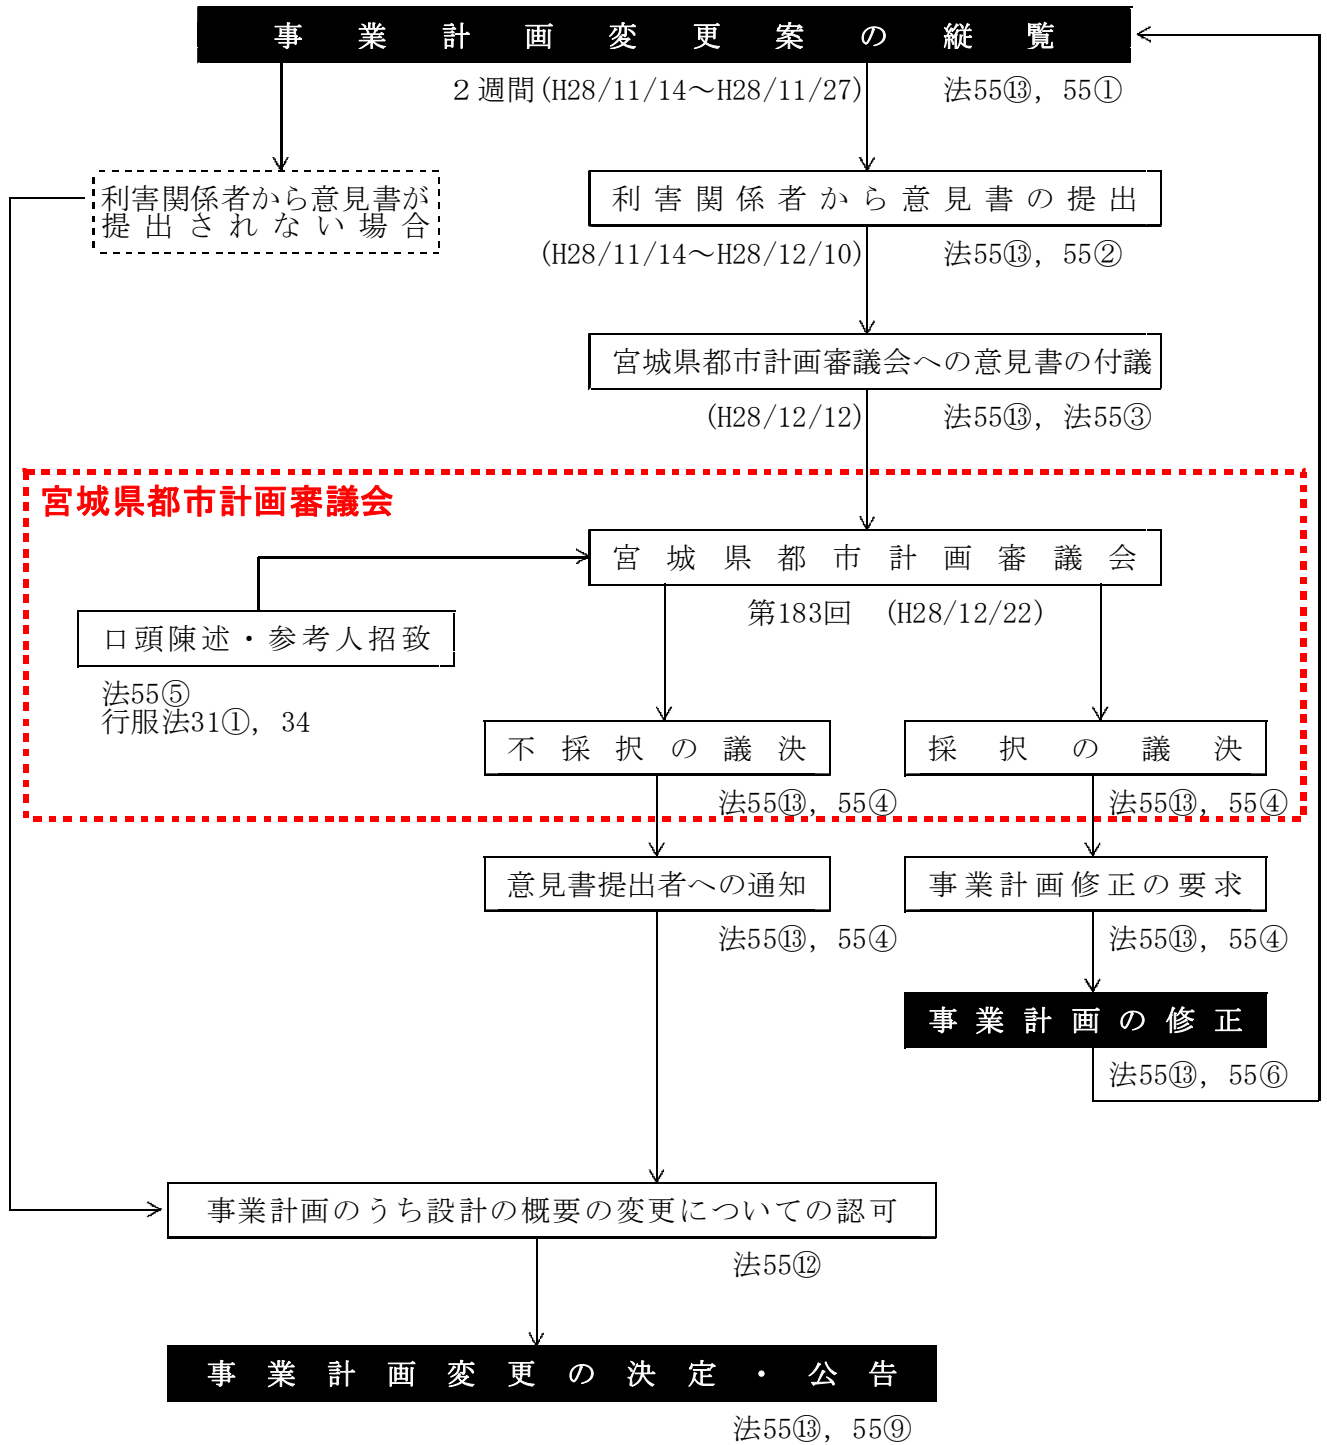 事業計画変更案の縦覧
２週間(H28/11/14～H28/11/27)　法55⑬，55①
利害関係者から意見書が
提出されない場合
利害関係者から意見書の提出
(H28/11/14～H28/12/10)　法55⑬，55②
宮城県都市計画審議会への意見書の付議
(H28/12/12)　法55⑬，法55③
宮城県都市計画審議会
宮城県都市計画審議会
第183回　(H28/12/22)
口頭陳述・参考人招致
法55⑤
行服法31①，34
不採択の議決
採択の議決
法55⑬，55④
法55⑬，55④
意見書提出者への通知
事業計画修正の要求
法55⑬，55④
法55⑬，55④
事業計画の修正
法55⑬，55⑥
事業計画のうち設計の概要の変更についての認可
法55⑫
事業計画変更の決定・公告
法55⑬，55⑨